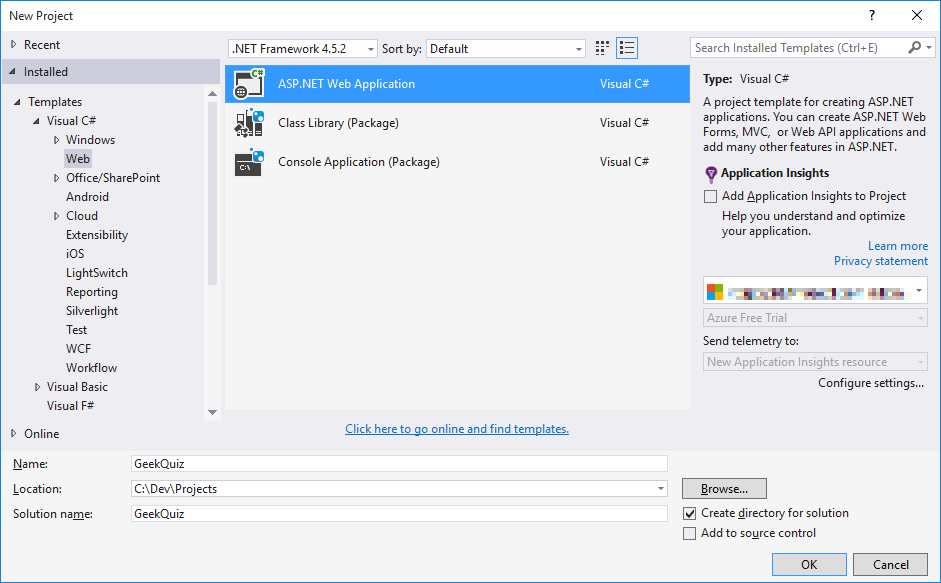 New Project
?
Recent
.NET Framework 4.5.2
Sort by:
Default
Search Installed Templates (Ctrl+E)
Installed
Templates
Visual C#
Windows
Web
Office/SharePoint
Android
Cloud
Extensibility
iOS
LightSwitch
Reporting
Silverlight
Test
WCF
Workflow
Visual Basic
Visual F#
Online
ASP.NET Web Application Visual C#
Class Library (Package) Visual C#
Console Application (Package) Visual C#
Click here to go online and find templates.
Type: Visual C#
A project template for creating ASP.NET
applications. You can create ASP.NET Web
Forms, MVC, or Web API applications and
add many other features in ASP.NET.
Application Insights
Add Application Insights to Project
Help you understand and optimize
your application.
Learn more
Privacy statement
Azure Free Trial
Send telemetry to:
New Application Insights resource
Configure settings...
Name: GeekQuiz
Location: C:\Dev\Projects
Browse...
Solution name: GeekQuiz
Create directory for solution
Add to source control
OK
Cancel